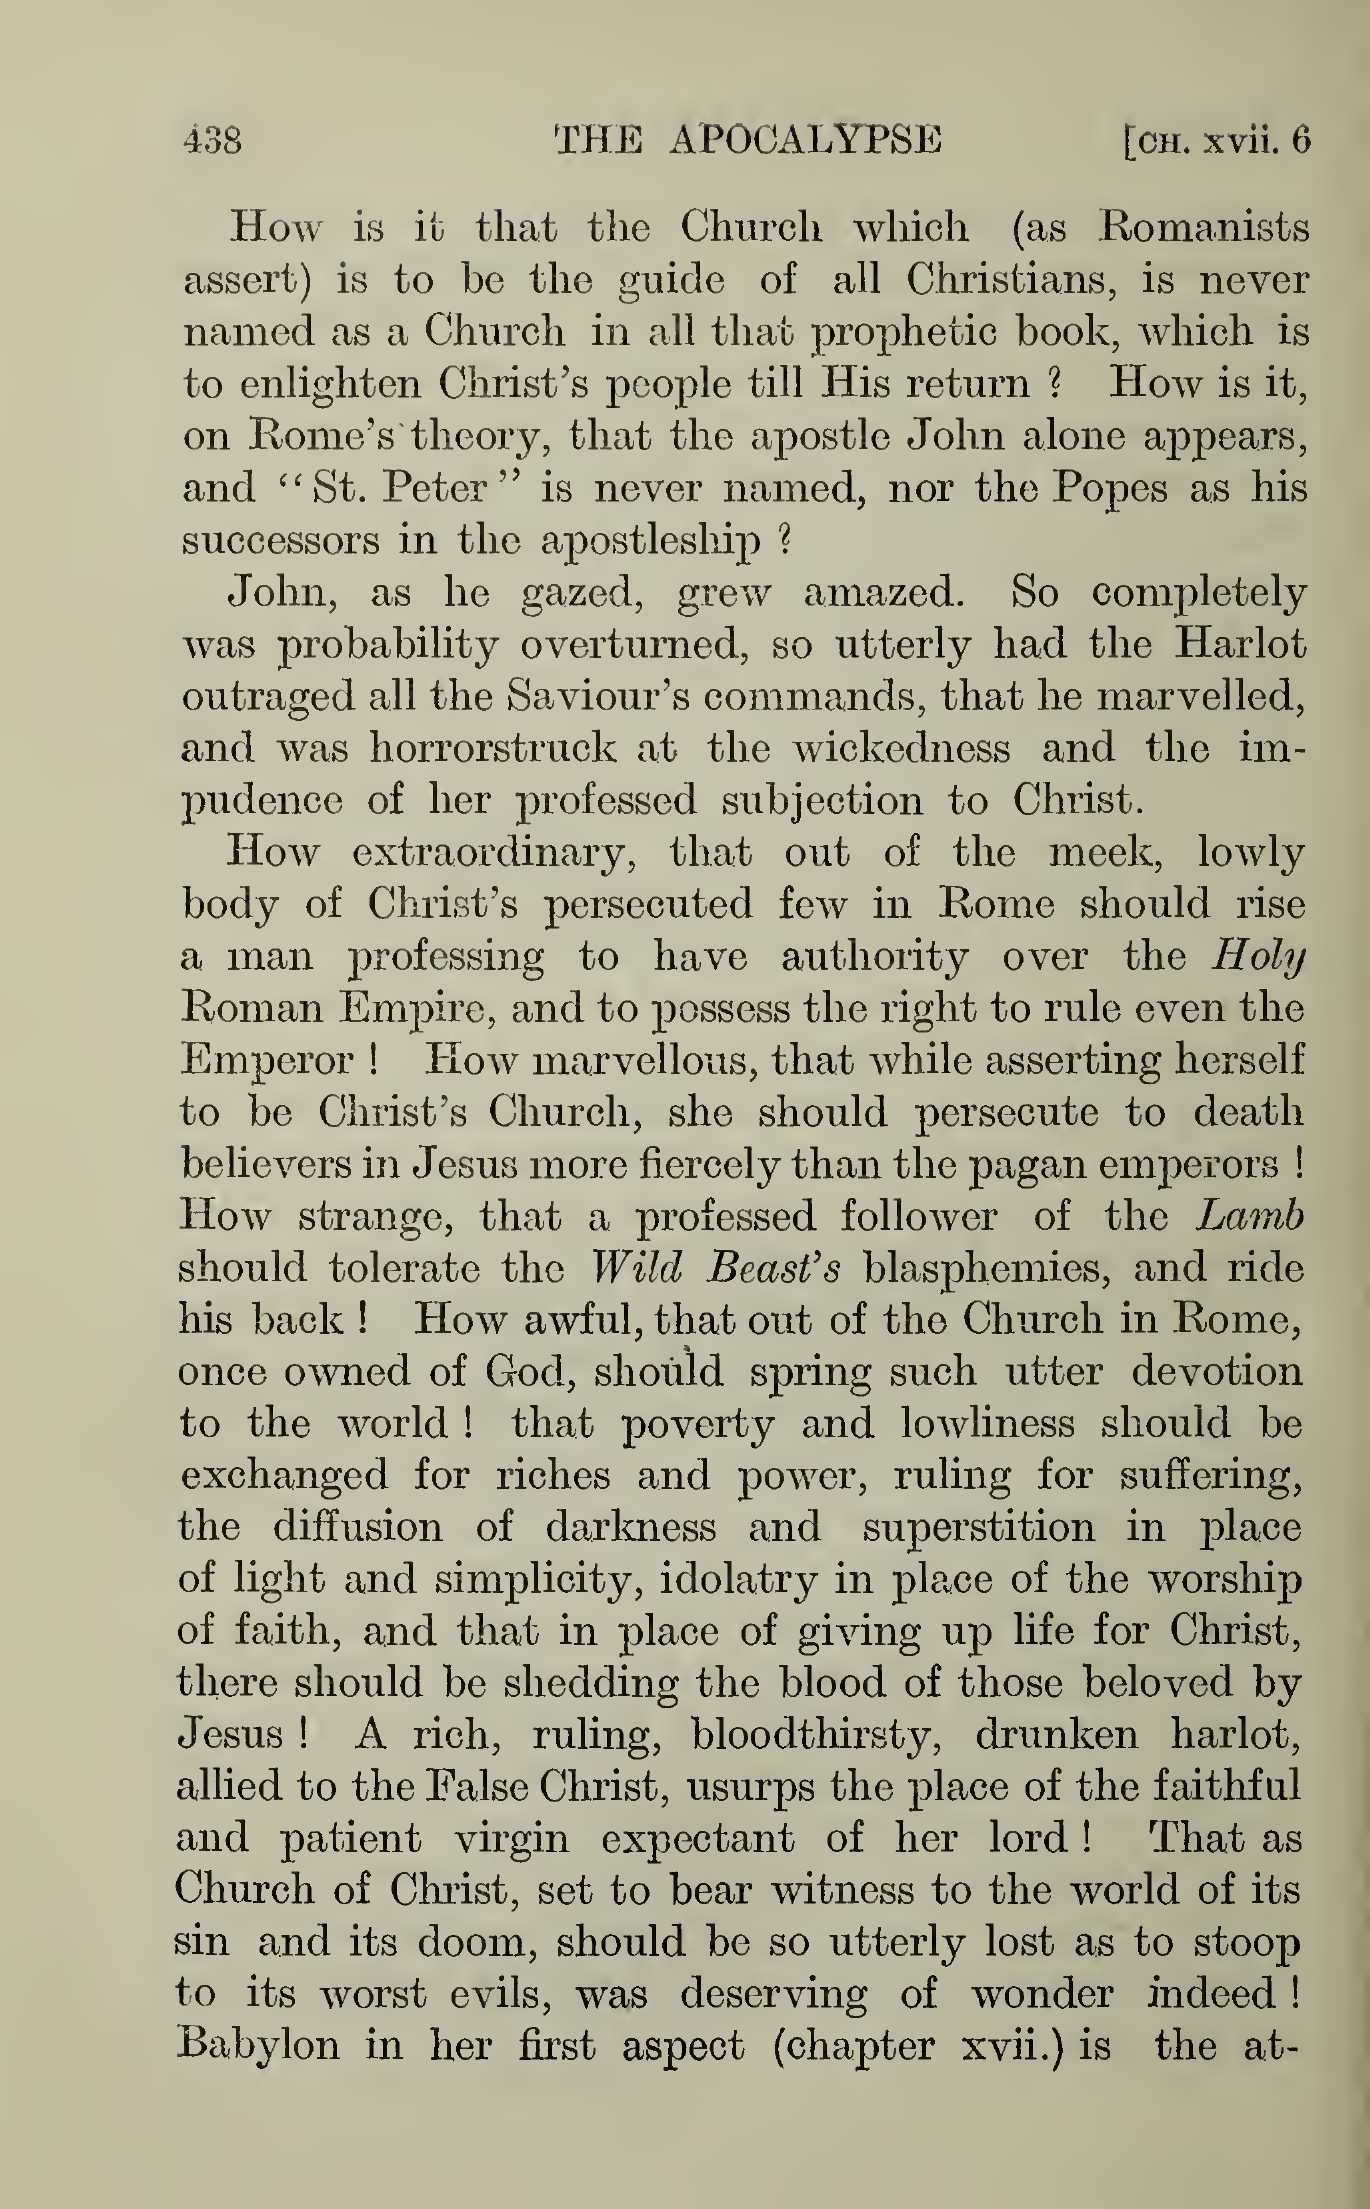 438 THE APOCALYPSE [CH. xvii. 6
How is it that the Church which (as Romanists
assert) is to be the guide of all Christians, is never
named as a Church in all that prophetic book, which is
to enlighten Christ's people till His return ? How is it,
on Rome's theory, that the apostle John alone appears,
and “St. Peter” is never named, nor the Popes as his
successors in the apostleship ?
John, as he gazed, grew amazed. So completely
was probability overturned, so utterly had the Harlot
outraged all the Saviour's commands, that he marvelled,
and was horrorstruck at the wickedness and the im-
pudence of her professed subjection to Christ.
How extraordinary, that out of the meek, lowly
body of Christ's persecuted few in Rome should rise
a man professing to have authority over the Holy
Roman Empire, and to possess the right to rule even the
Emperor ! How marvellous, that while asserting herself
to be Christ's Church, she should persecute to death
believers in Jesus more fiercely than the pagan emperors !
How strange, that a professed follower of the Lamb
should tolerate the Wild Beast's blasphemies, and ride
his back ! How awful, that out of the Church in Rome,
once owned of God, should spring such utter devotion
to the world ! that poverty and lowliness should be
exchanged for riches and power, ruling for suffering,
the diffusion of darkness and superstition in place
of light and simplicity, idolatry in place of the worship
of faith, and that in place of giving up life for Christ,
there should be shedding the blood of those beloved by
Jesus ! A rich, ruling, bloodthirsty, drunken harlot,
allied to the False Christ, usurps the place of the faithful
and patient virgin expectant of her lord ! That as
Church of Christ, set to bear witness to the world of its
sin and its doom, should be so utterly lost as to stoop
to its worst evils, was deserving of wonder indeed !
Babylon in her first aspect (chapter xvii.) is the at-